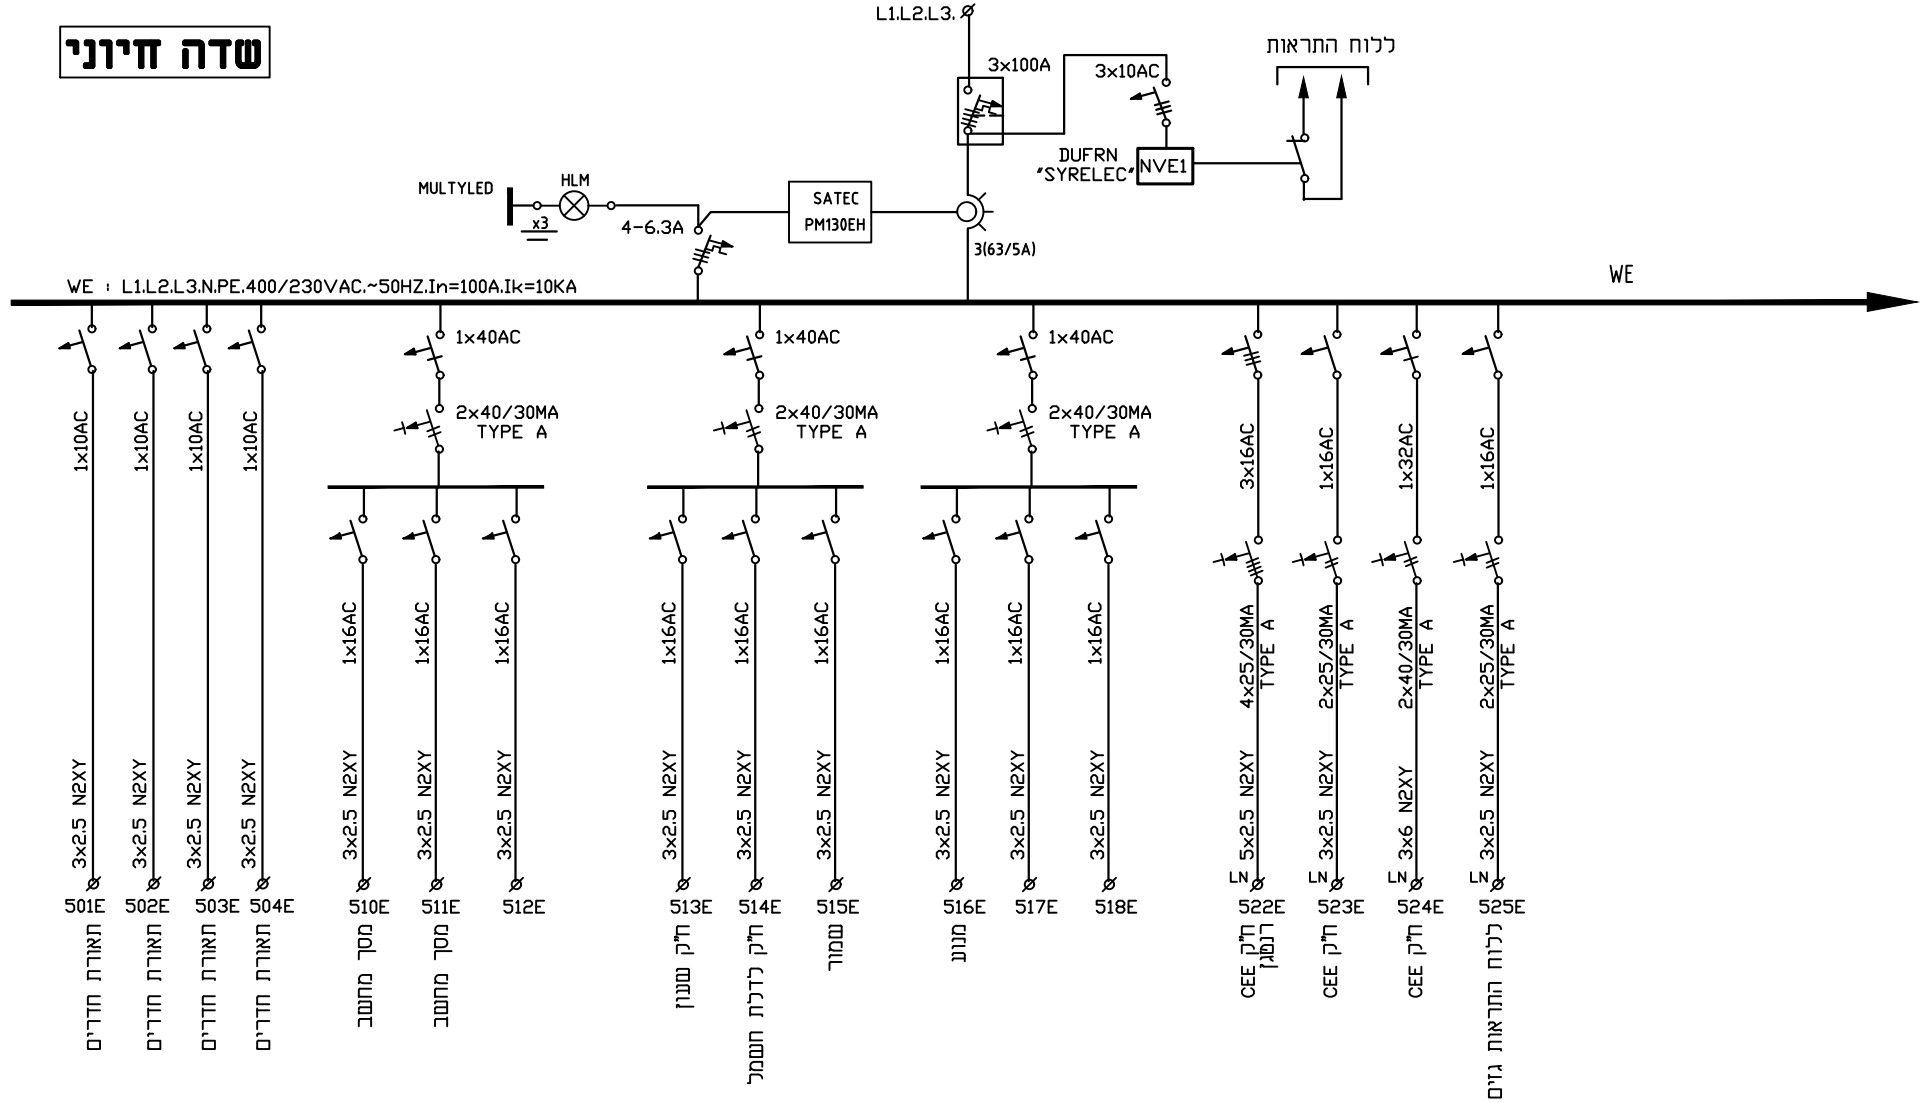 שדה חיוני
L1.L2.L3.
3x100A
3x10AC
ללוח התראות
DUFRN
"SYRELEC"
NVE1
MULTYLED
HLM
x3
4-6.3A
SATEC
PM130EH
3(63/5A)
WE : L1.L2.L3.N.PE.400/230VAC.~50HZ.In=100A.Ik=10KA
WE
1x10AC
1x10AC
1x10AC
1x10AC
1x40AC
2x40/30MA
TYPE A
1x40AC
2x40/30MA
TYPE A
1x40AC
2x40/30MA
TYPE A
3x16AC
1x16AC
1x32AC
1x16AC
1x16AC
1x16AC
1x16AC
1x16AC
1x16AC
1x16AC
1x16AC
1x16AC
1x16AC
4x25/30MA
TYPE A
2x25/30MA
TYPE A
2x40/30MA
TYPE A
2x25/30MA
TYPE A
3x2.5 N2XY
3x2.5 N2XY
3x2.5 N2XY
3x2.5 N2XY
3x2.5 N2XY
3x2.5 N2XY
3x2.5 N2XY
3x2.5 N2XY
3x2.5 N2XY
3x2.5 N2XY
3x2.5 N2XY
3x2.5 N2XY
3x2.5 N2XY
5x2.5 N2XY
3x2.5 N2XY
3x6 N2XY
3x2.5 N2XY
LN
LN
LN
LN
501E
502E
503E
504E
510E
511E
512E
513E
514E
515E
516E
517E
518E
522E
523E
524E
525E
תאורת חדרים
תאורת חדרים
תאורת חדרים
תאורת חדרים
מסך מחשב
מסך מחשב
ח"ק שעון
ח"ק לדלת חשמל
שמור
מנוע
ח"ק CEE
רנטגן
ח"ק CEE
ח"ק CEE
ללוח התראות גזים